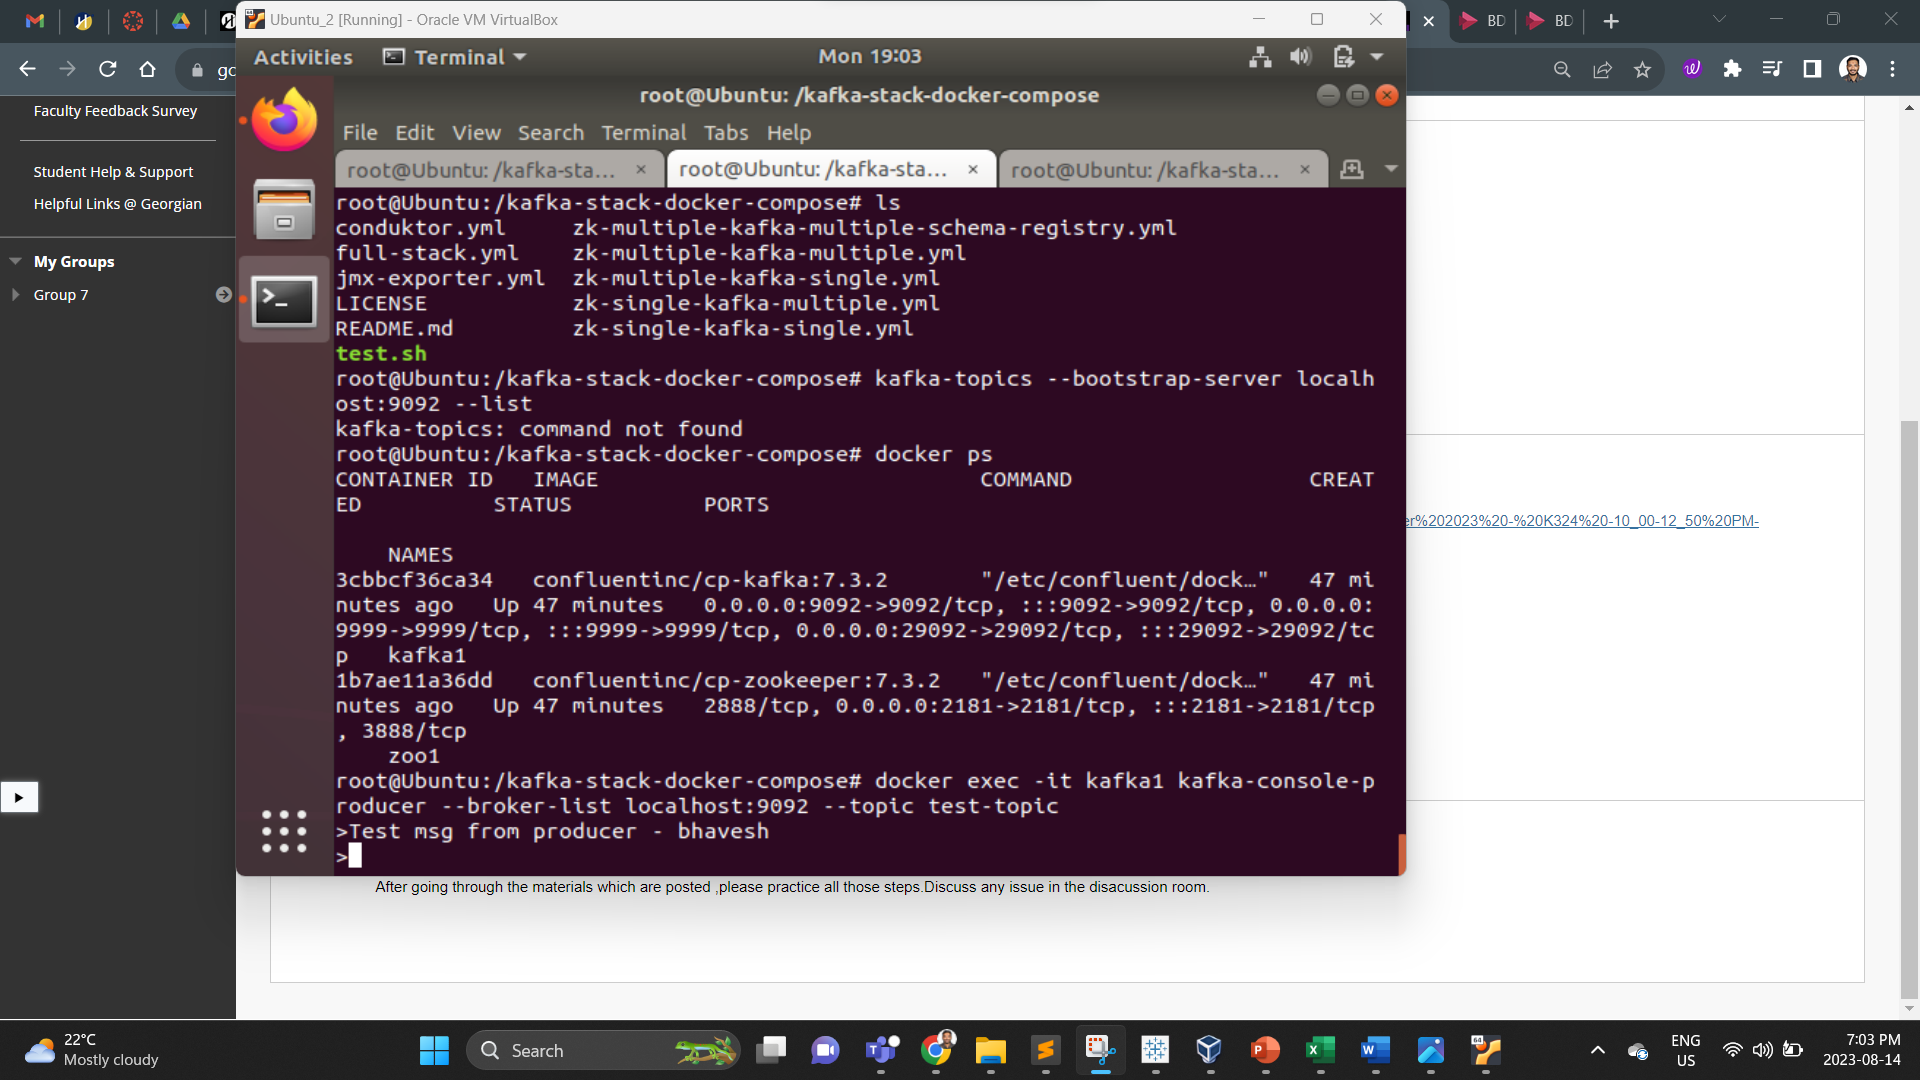 Ubuntu_2 [Running] - Oracle VM VirtualBox
BD
BD
Activities
Terminal
Mon 19:03
root@Ubuntu: /kafka-stack-docker-compose
File Edit View Search Terminal Tabs Help
root@Ubuntu: /kafka-sta...
root@Ubuntu: /kafka-sta...
root@Ubuntu: /kafka-sta...
root@Ubuntu:/kafka-stack-docker-compose# ls
conduktor.yml zk-multiple-kafka-multiple-schema-registry.yml
full-stack.yml zk-multiple-kafka-multiple.yml
jmx-exporter.yml zk-multiple-kafka-single.yml
LICENSE zk-single-kafka-multiple.yml
README.md zk-single-kafka-single.yml
test.sh
root@Ubuntu:/kafka-stack-docker-compose# kafka-topics --bootstrap-server localh
ost:9092 --list
kafka-topics: command not found
root@Ubuntu:/kafka-stack-docker-compose# docker ps
CONTAINER ID IMAGE COMMAND CREAT
ED STATUS PORTS
NAMES
3cbbcf36ca34 confluentinc/cp-kafka:7.3.2 "/etc/confluent/dock…" 47 mi
nutes ago Up 47 minutes 0.0.0.0:9092->9092/tcp, :::9092->9092/tcp, 0.0.0.0:
9999->9999/tcp, :::9999->9999/tcp, 0.0.0.0:29092->29092/tcp, :::29092->29092/tc
p kafka1
1b7ae11a36dd confluentinc/cp-zookeeper:7.3.2 "/etc/confluent/dock…" 47 mi
nutes ago Up 47 minutes 2888/tcp, 0.0.0.0:2181->2181/tcp, :::2181->2181/tcp
, 3888/tcp
zoo1
root@Ubuntu:/kafka-stack-docker-compose# docker exec -it kafka1 kafka-console-p
roducer --broker-list localhost:9092 --topic test-topic
>Test msg from producer - bhavesh
>
go
Faculty Feedback Survey
Student Help & Support
Helpful Links @ Georgian
My Groups
Group 7
er%202023%20-%20K324%20-10_00-12_50%20PM-
After going through the materials which are posted ,please practice all those steps.Discuss any issue in the disacussion room.
22°C
Mostly cloudy
Search
ENG
US
7:03 PM
2023-08-14